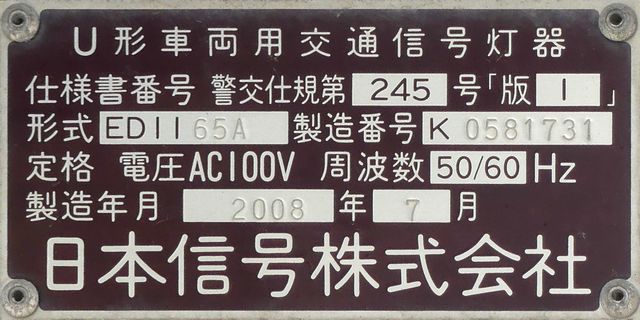 U形車両用交通信号灯器
仕様書番号 警交仕規第 245 号「版 1 」
形式 ED1165A 製造番号 K 0581731
定格 電圧AC100V 周波数 50/60 Hz
製造年月 2008 年 7 月
日本信号株式会社